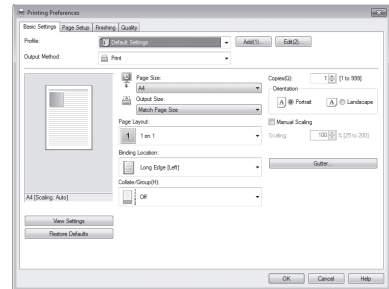 Printing Preferences
Basic Settings Page Setup Finishing Quality
Profile: Default Settings Add(1)... Edit(2)...
Output Method: Print
Page Size:
A4
Output Size:
Match Page Size
Copies(Q): 1 [1 to 999]
Orientation
A Portrait A Landscape
Page Layout:
1 1 on 1
Manual Scaling
Scaling: 100 % [25 to 200]
Binding Location:
Long Edge [Left]
Gutter...
Collate/Group(H):
Off
A4 [Scaling: Auto]
View Settings
Restore Defaults
OK Cancel Help